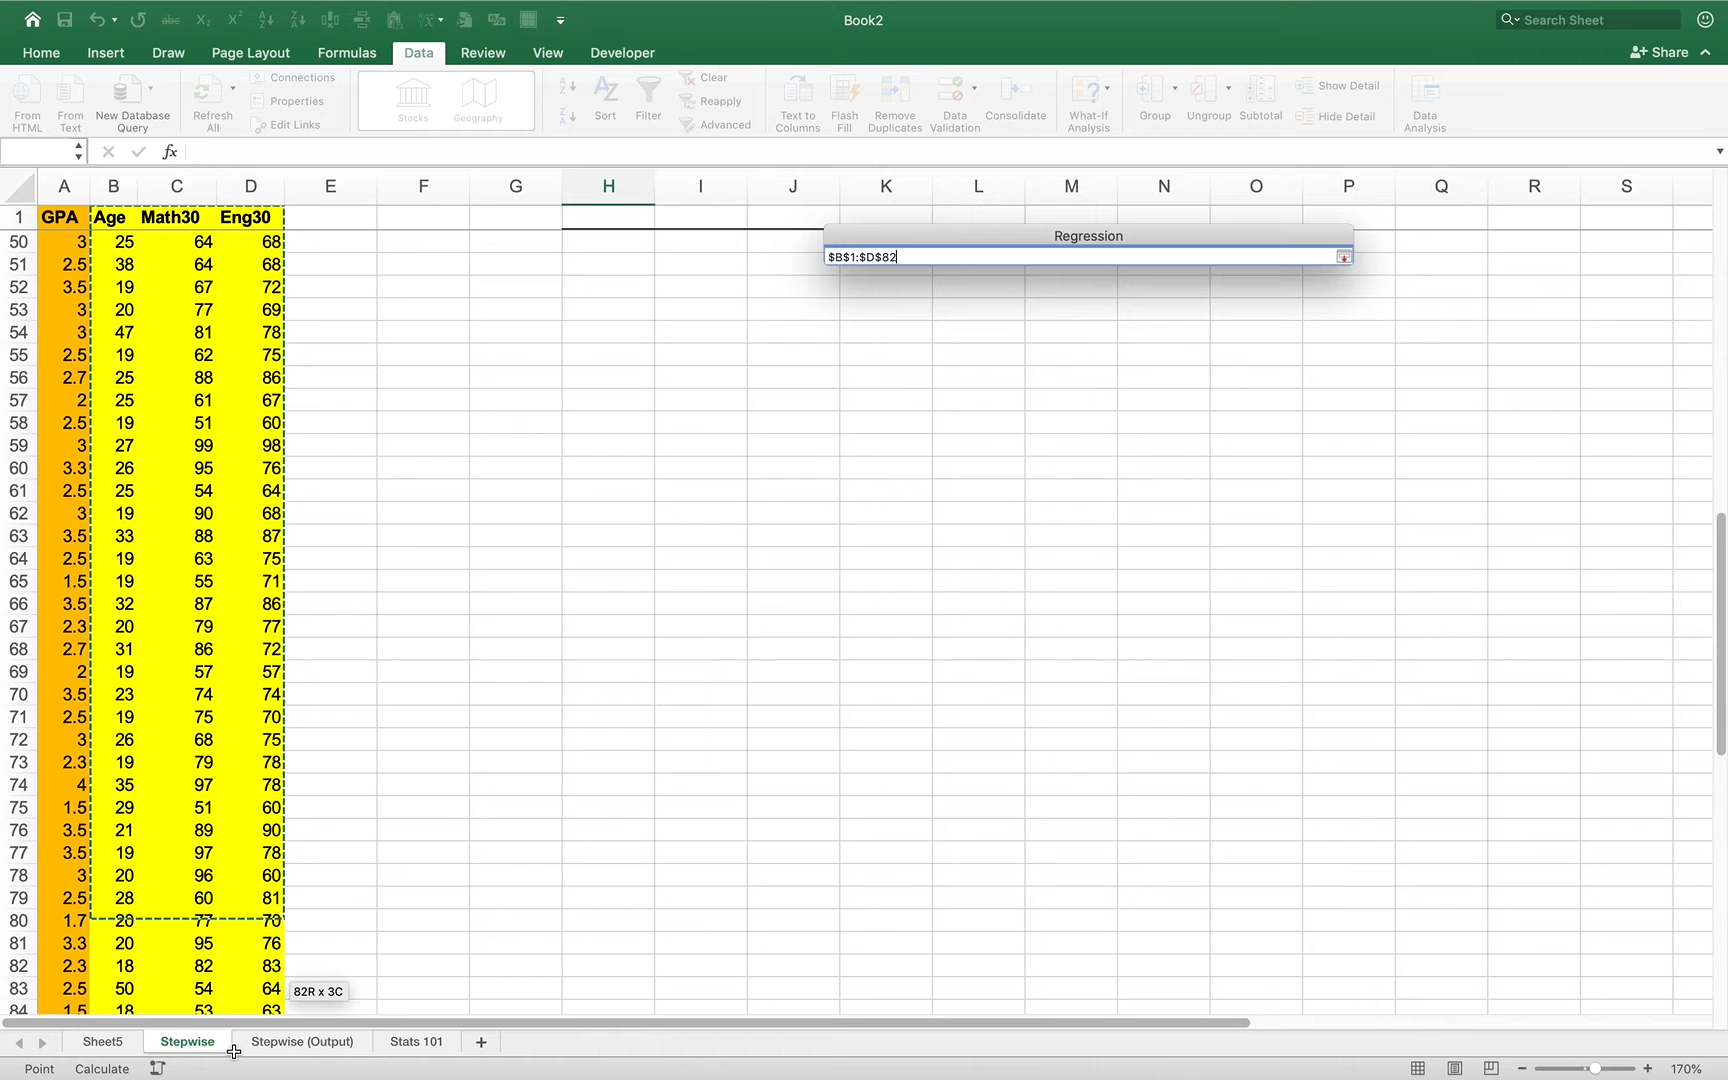 Book2
Search Sheet
Home Insert Draw Page Layout Formulas Data Review View Developer
Share
From HTML
From Text
New Database Query
Refresh All
Connections
Properties
Edit Links
Stocks
Geography
Sort
Filter
Clear
Reapply
Advanced
Text to Columns
Flash Fill
Remove Duplicates
Data Validation
Consolidate
What-If Analysis
Group
Ungroup
Subtotal
Show Detail
Hide Detail
Data Analysis
fx
A B C D E F G H I J K L M N O P Q R S
1 GPA Age Math30 Eng30
Regression
$B$1:$D$82
50 3 25 64 68
51 2.5 38 64 68
52 3.5 19 67 72
53 3 20 77 69
54 3 47 81 78
55 2.5 19 62 75
56 2.7 25 88 86
57 2 25 61 67
58 2.5 19 51 60
59 3 27 99 98
60 3.3 26 95 76
61 2.5 25 54 64
62 3 19 90 68
63 3.5 33 88 87
64 2.5 19 63 75
65 1.5 19 55 71
66 3.5 32 87 86
67 2.3 20 79 77
68 2.7 31 86 72
69 2 19 57 57
70 3.5 23 74 74
71 2.5 19 75 70
72 3 26 68 75
73 2.3 19 79 78
74 4 35 97 78
75 1.5 29 51 60
76 3.5 21 89 90
77 3.5 19 97 78
78 3 20 96 60
79 2.5 28 60 81
80 1.7 20 77 70
81 3.3 20 95 76
82 2.3 18 82 83
83 2.5 50 54 64
82R x 3C
84 1.5 18 53 63
Sheet5 Stepwise Stepwise (Output) Stats 101 +
Point Calculate
170%